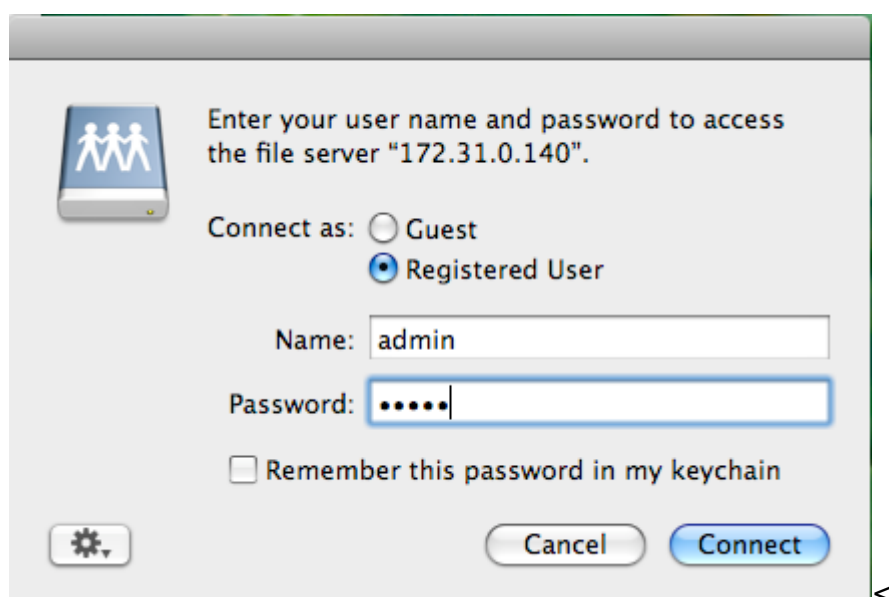 Enter your user name and password to access
the file server “172.31.0.140”.
Connect as: Guest
Registered User
Name: admin
Password: •••••
Remember this password in my keychain
Cancel Connect
<